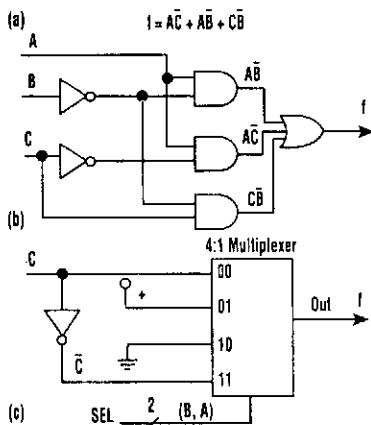 (a) f = AC̅ + AB̅ + CB̅
A
B
AB̅
f
AC̅
C
CB̅
(b)
4:1 Multiplexer
C
00
+
01
Out
f
10
C̅
11
2
(c) SEL (B, A)